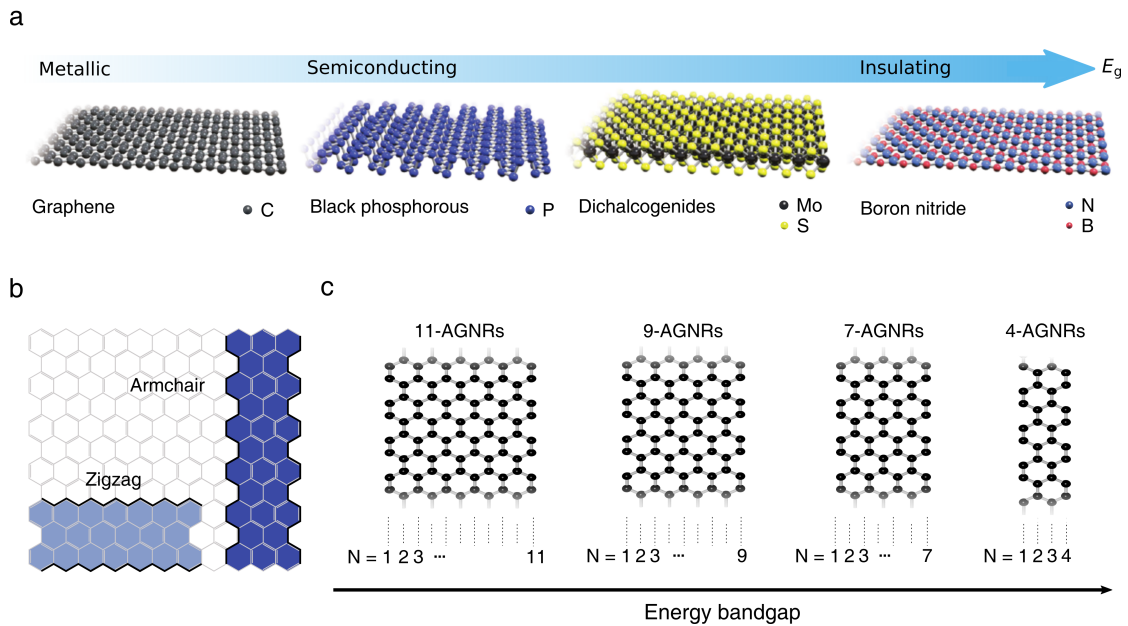 a
Metallic Semiconducting Insulating Eg
Graphene C Black phosphorous P Dichalcogenides Mo Boron nitride N
S B
b c
11-AGNRs 9-AGNRs 7-AGNRs 4-AGNRs
Armchair
Zigzag
N = 1 2 3 ... 11 N = 1 2 3 ... 9 N = 1 2 3 ... 7 N = 1 2 3 4
Energy bandgap